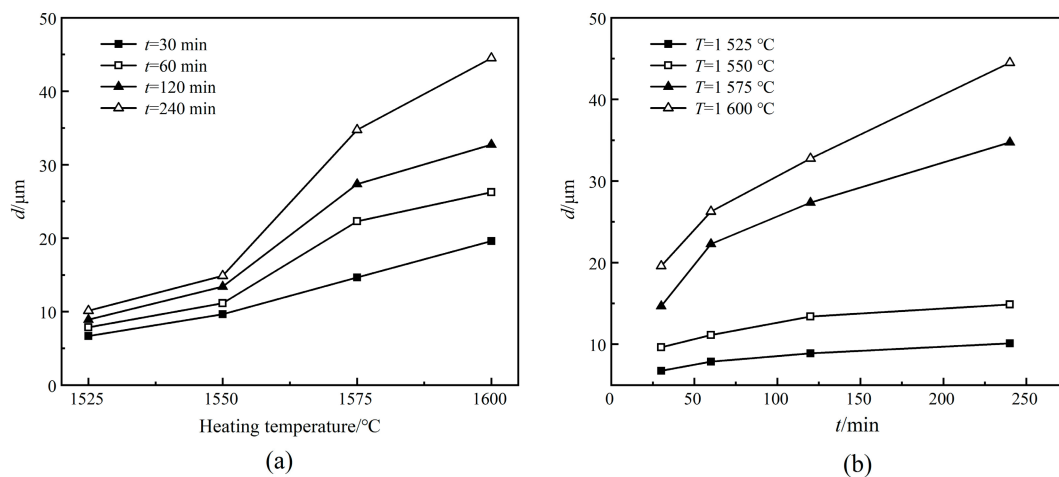 50
40
30
20
10
0
d/μm
t=30 min
t=60 min
t=120 min
t=240 min
1525 1550 1575 1600
Heating temperature/℃
(a)
50
40
30
20
10
d/μm
T=1 525 ℃
T=1 550 ℃
T=1 575 ℃
T=1 600 ℃
0 50 100 150 200 250
t/min
(b)